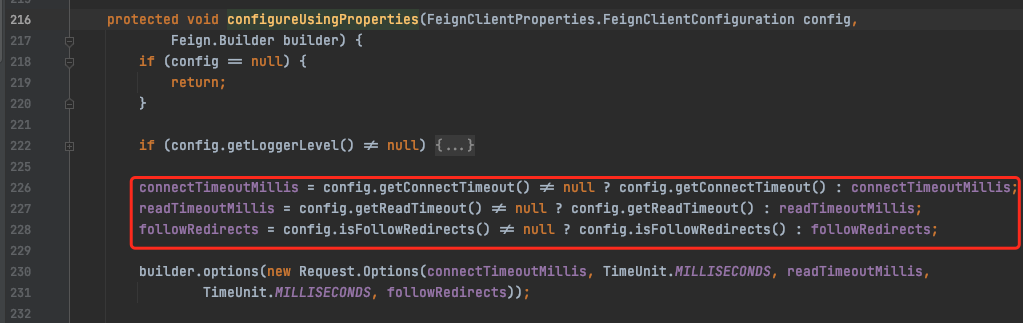 216 protected void configureUsingProperties(FeignClientProperties.FeignClientConfiguration config,
217 Feign.Builder builder) {
218 if (config == null) {
219 return;
220 }
221
222 if (config.getLoggerLevel() ≠ null) {...}
225
226 connectTimeoutMillis = config.getConnectTimeout() ≠ null ? config.getConnectTimeout() : connectTimeoutMillis;
227 readTimeoutMillis = config.getReadTimeout() ≠ null ? config.getReadTimeout() : readTimeoutMillis;
228 followRedirects = config.isFollowRedirects() ≠ null ? config.isFollowRedirects() : followRedirects;
229
230 builder.options(new Request.Options(connectTimeoutMillis, TimeUnit.MILLISECONDS, readTimeoutMillis,
231 TimeUnit.MILLISECONDS, followRedirects));
232